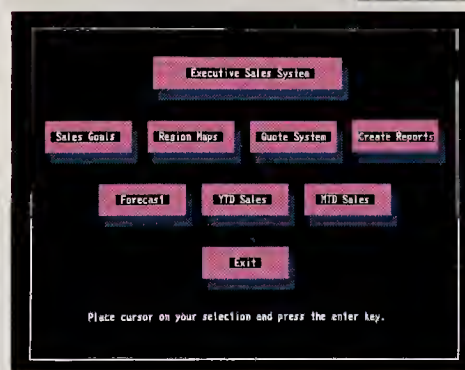 Executive Sales System
Sales Goals Region Maps Quote System Create Reports
Forecast YTD Sales MTD Sales
Exit
Place cursor on your selection and press the enter key.